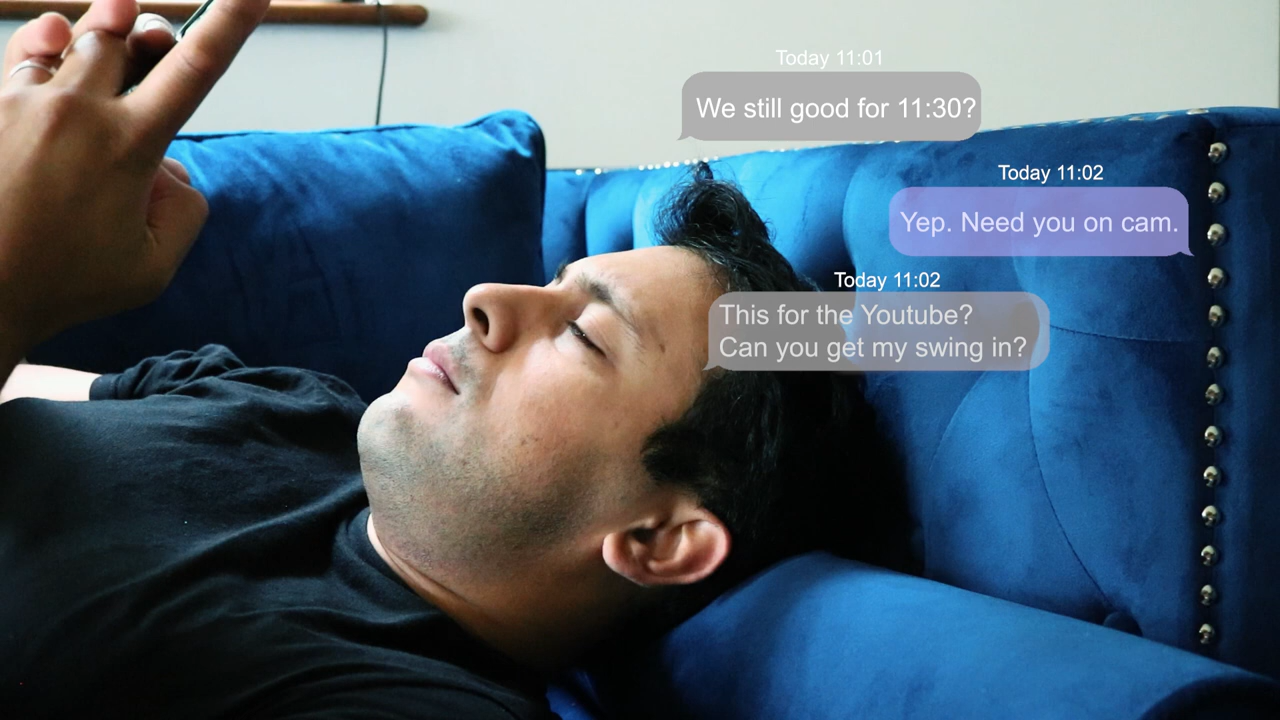 Today 11:01
We still good for 11:30?
Today 11:02
Yep. Need you on cam.
Today 11:02
This for the Youtube?
Can you get my swing in?